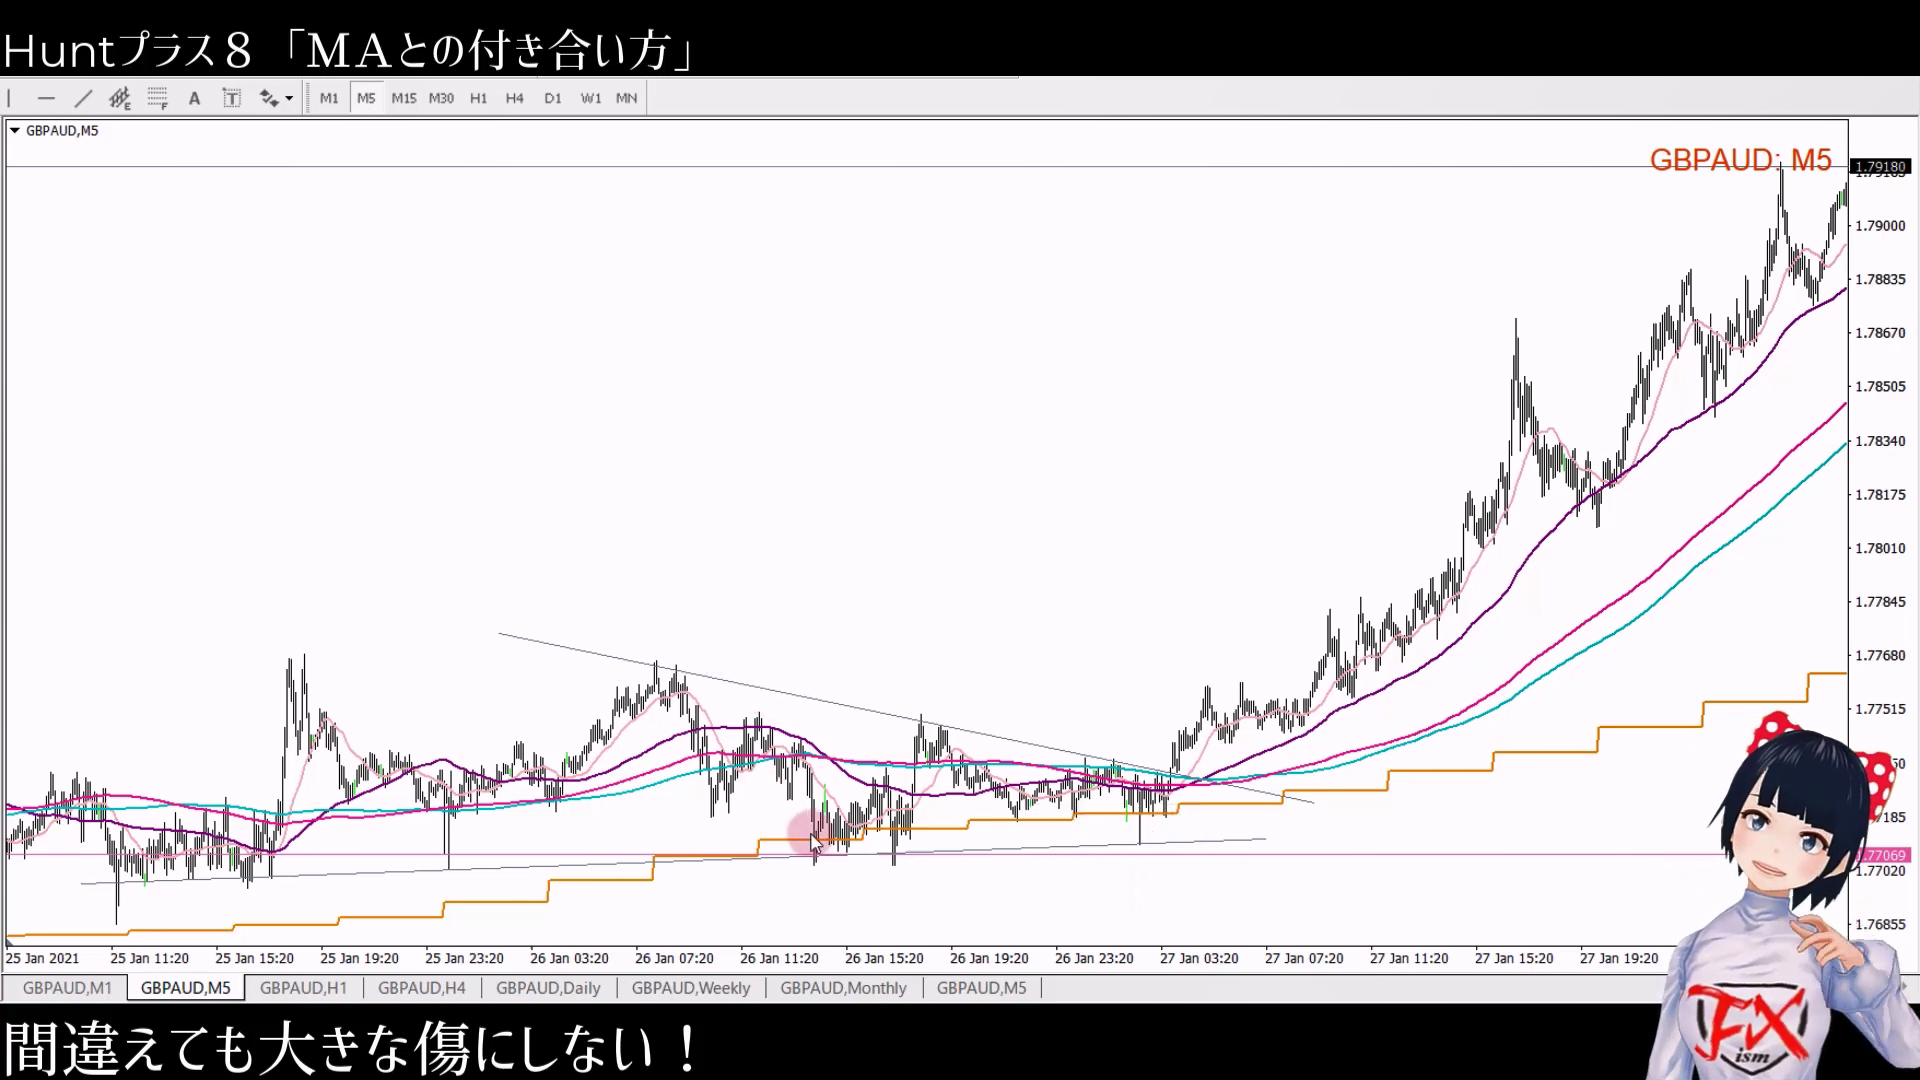 Huntプラス８「ＭＡとの付き合い方」
E F A T M1 M5 M15 M30 H1 H4 D1 W1 MN
GBPAUD,M5
GBPAUD: M5
1.79180
1.79000
1.78835
1.78670
1.78505
1.78340
1.78175
1.78010
1.77845
1.77680
1.77515
1.77069
1.77020
1.76855
25 Jan 2021 25 Jan 11:20 25 Jan 15:20 25 Jan 19:20 25 Jan 23:20 26 Jan 03:20 26 Jan 07:20 26 Jan 11:20 26 Jan 15:20 26 Jan 19:20 26 Jan 23:20 27 Jan 03:20 27 Jan 07:20 27 Jan 11:20 27 Jan 15:20 27 Jan 19:20
GBPAUD,M1 GBPAUD,M5 GBPAUD,H1 GBPAUD,H4 GBPAUD,Daily GBPAUD,Weekly GBPAUD,Monthly GBPAUD,M5
FX
ism
間違えても大きな傷にしない！